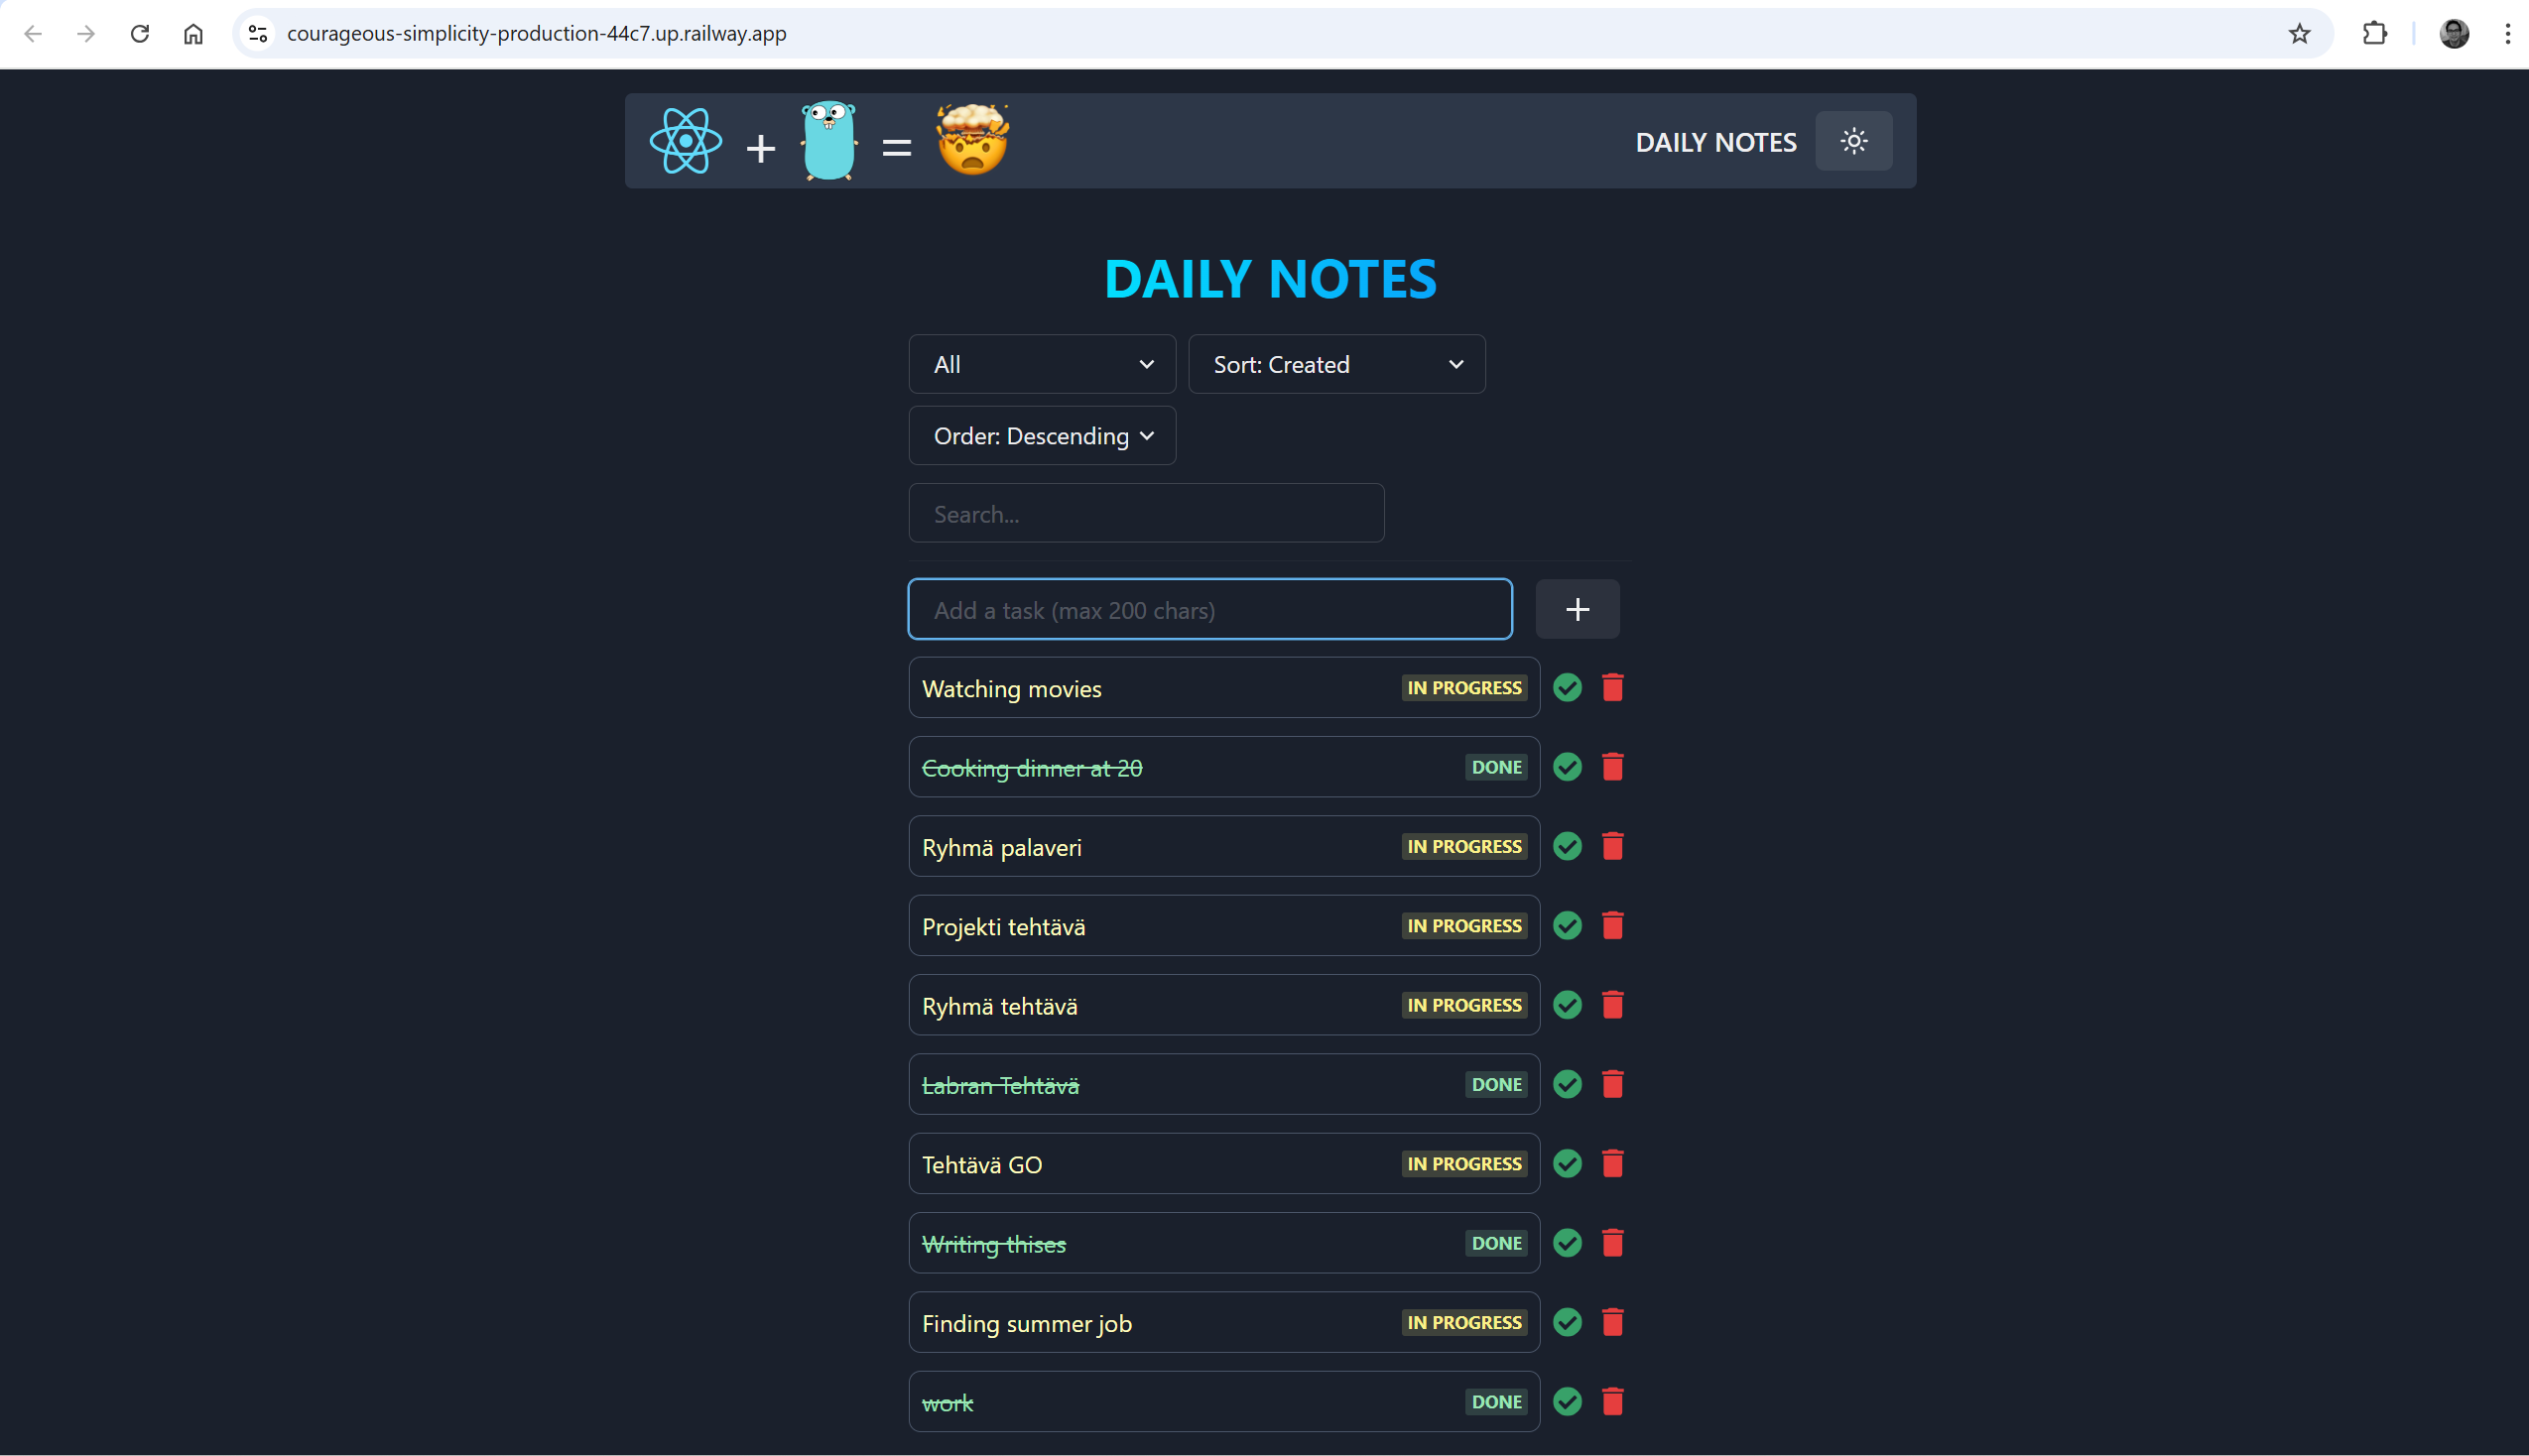 courageous-simplicity-production-44c7.up.railway.app
+ = DAILY NOTES
DAILY NOTES
All Sort: Created
Order: Descending
Search...
Add a task (max 200 chars) +
Watching movies IN PROGRESS
Cooking dinner at 20 DONE
Ryhmä palaveri IN PROGRESS
Projekti tehtävä IN PROGRESS
Ryhmä tehtävä IN PROGRESS
Labran Tehtävä DONE
Tehtävä GO IN PROGRESS
Writing thises DONE
Finding summer job IN PROGRESS
work DONE